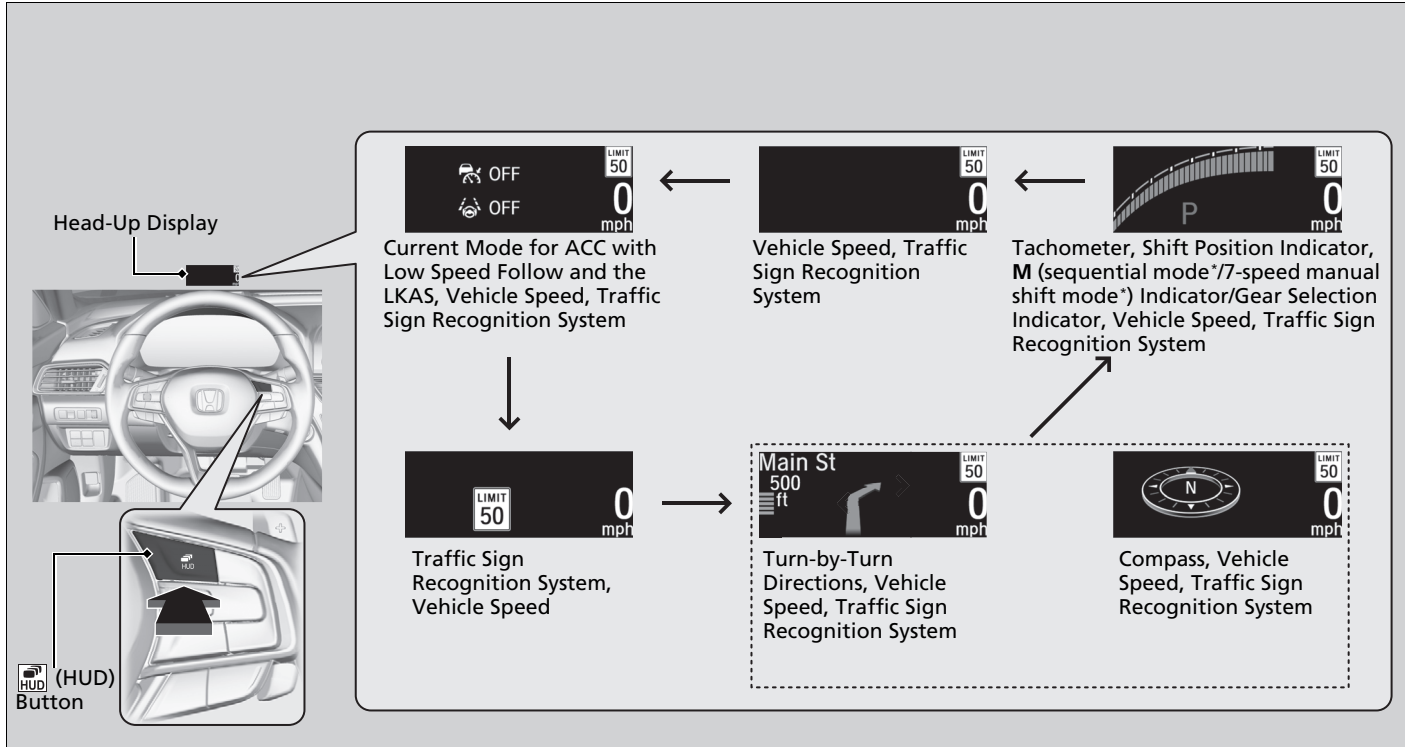 Head-Up Display
HUD
HUD (HUD)
Button
OFF
OFF
LIMIT
50
0
mph
Current Mode for ACC with
Low Speed Follow and the
LKAS, Vehicle Speed, Traffic
Sign Recognition System
LIMIT
50
0
mph
Vehicle Speed, Traffic
Sign Recognition
System
P
LIMIT
50
0
mph
Tachometer, Shift Position Indicator,
M (sequential mode*/7-speed manual
shift mode*) Indicator/Gear Selection
Indicator, Vehicle Speed, Traffic Sign
Recognition System
LIMIT
50
0
mph
Traffic Sign
Recognition System,
Vehicle Speed
Main St
500
ft
LIMIT
50
0
mph
Turn-by-Turn
Directions, Vehicle
Speed, Traffic Sign
Recognition System
N
LIMIT
50
0
mph
Compass, Vehicle
Speed, Traffic Sign
Recognition System